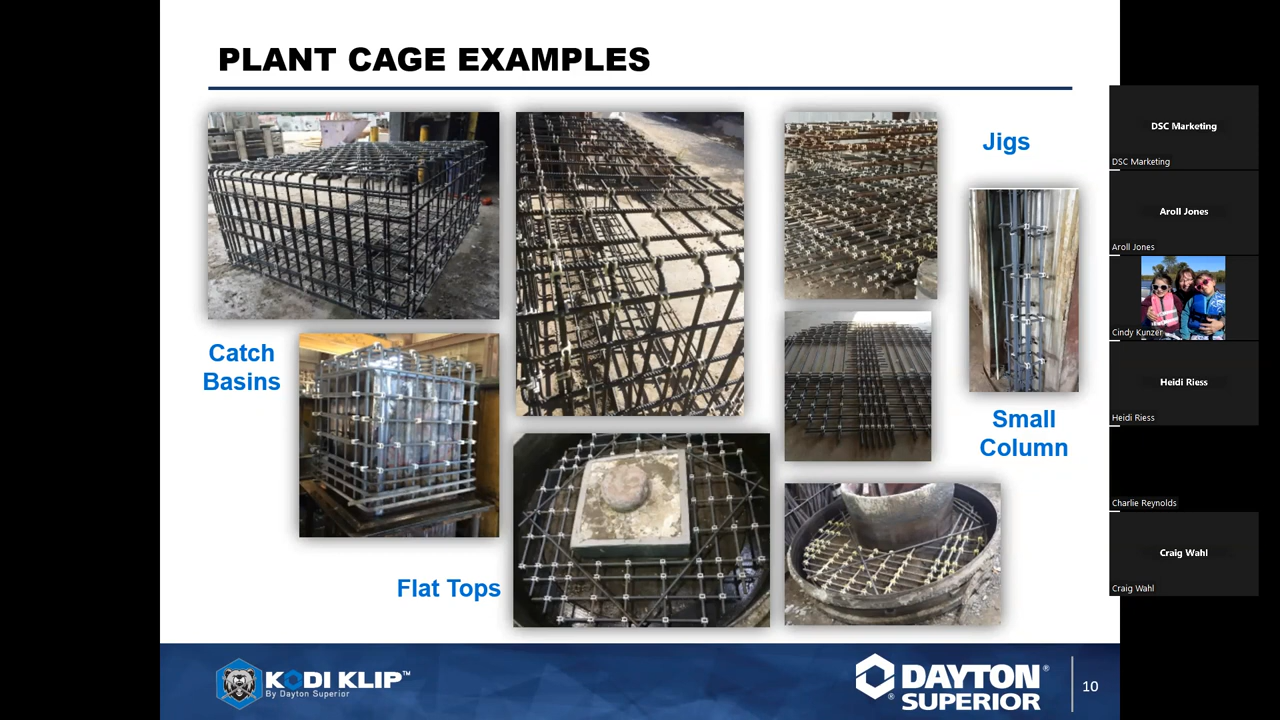 PLANT CAGE EXAMPLES
Jigs
Catch
Basins
Small
Column
Flat Tops
KODI KLIP™
By Dayton Superior
DAYTON
SUPERIOR®
®
10
DSC Marketing
DSC Marketing
Aroll Jones
Aroll Jones
Cindy Kunzer
Heidi Riess
Heidi Riess
Charlie Reynolds
Craig Wahl
Craig Wahl